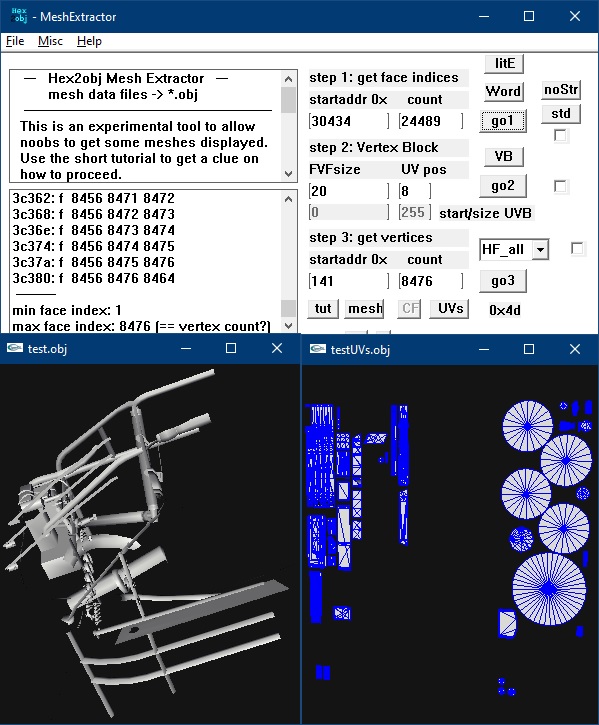 Hex 2obj - MeshExtractor
File Misc Help
— Hex2obj Mesh Extractor —
mesh data files -> *.obj
This is an experimental tool to allow
noobs to get some meshes displayed.
Use the short tutorial to get a clue on
how to proceed.
3c362: f 8456 8471 8472
3c368: f 8456 8472 8473
3c36e: f 8456 8473 8474
3c374: f 8456 8474 8475
3c37a: f 8456 8475 8476
3c380: f 8456 8476 8464
min face index: 1
max face index: 8476 (== vertex count?)
litE
step 1: get face indices
Word
noStr
startaddr 0x count
std
30434 ] 24489 ]
go1
step 2: Vertex Block
VB
FVFsize UV pos
20 ] 8 ]
go2
0 ] 255 ] start/size UVB
step 3: get vertices
HF_all
startaddr 0x count
141 ] 8476 ]
go3
tut mesh CF UVs 0x4d
test.obj
testUVs.obj